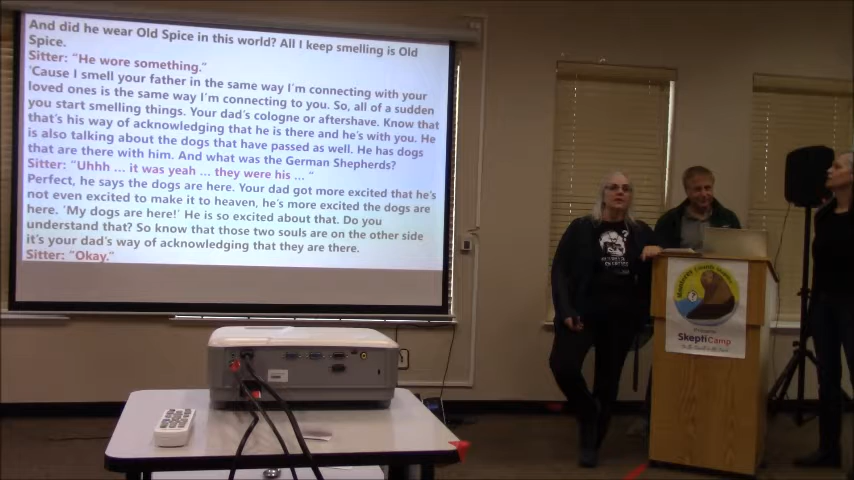 And did he wear Old Spice in this world? All I keep smelling is Old
Spice.
Sitter: "He wore something."
'Cause I smell your father in the same way I'm connecting with your
loved ones is the same way I'm connecting to you. So, all of a sudden
you start smelling things. Your dad's cologne or aftershave. Know that
that's his way of acknowledging that he is there and he's with you. He
is also talking about the dogs that have passed as well. He has dogs
that are there with him. And what was the German Shepherds?
Sitter: "Uhhh ... it was yeah ... they were his ... "
Perfect, he says the dogs are here. Your dad got more excited that he's
not even excited to make it to heaven, he's more excited the dogs are
here. 'My dogs are here!' He is so excited about that. Do you
understand that? So know that those two souls are on the other side
it's your dad's way of acknowledging that they are there.
Sitter: "Okay."
Monterey County
SkeptiCamp